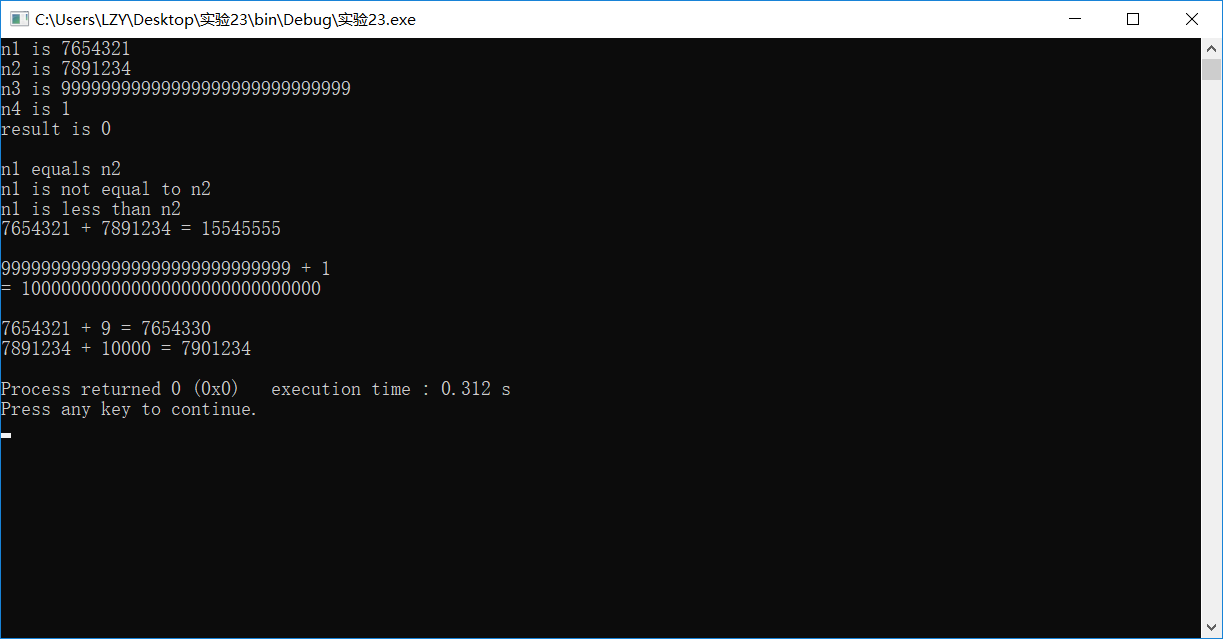 C:\Users\LZY\Desktop\实验23\bin\Debug\实验23.exe
n1 is 7654321
n2 is 7891234
n3 is 99999999999999999999999999999
n4 is 1
result is 0
n1 equals n2
n1 is not equal to n2
n1 is less than n2
7654321 + 7891234 = 15545555
99999999999999999999999999999 + 1
= 100000000000000000000000000000
7654321 + 9 = 7654330
7891234 + 10000 = 7901234
Process returned 0 (0x0)   execution time : 0.312 s
Press any key to continue.